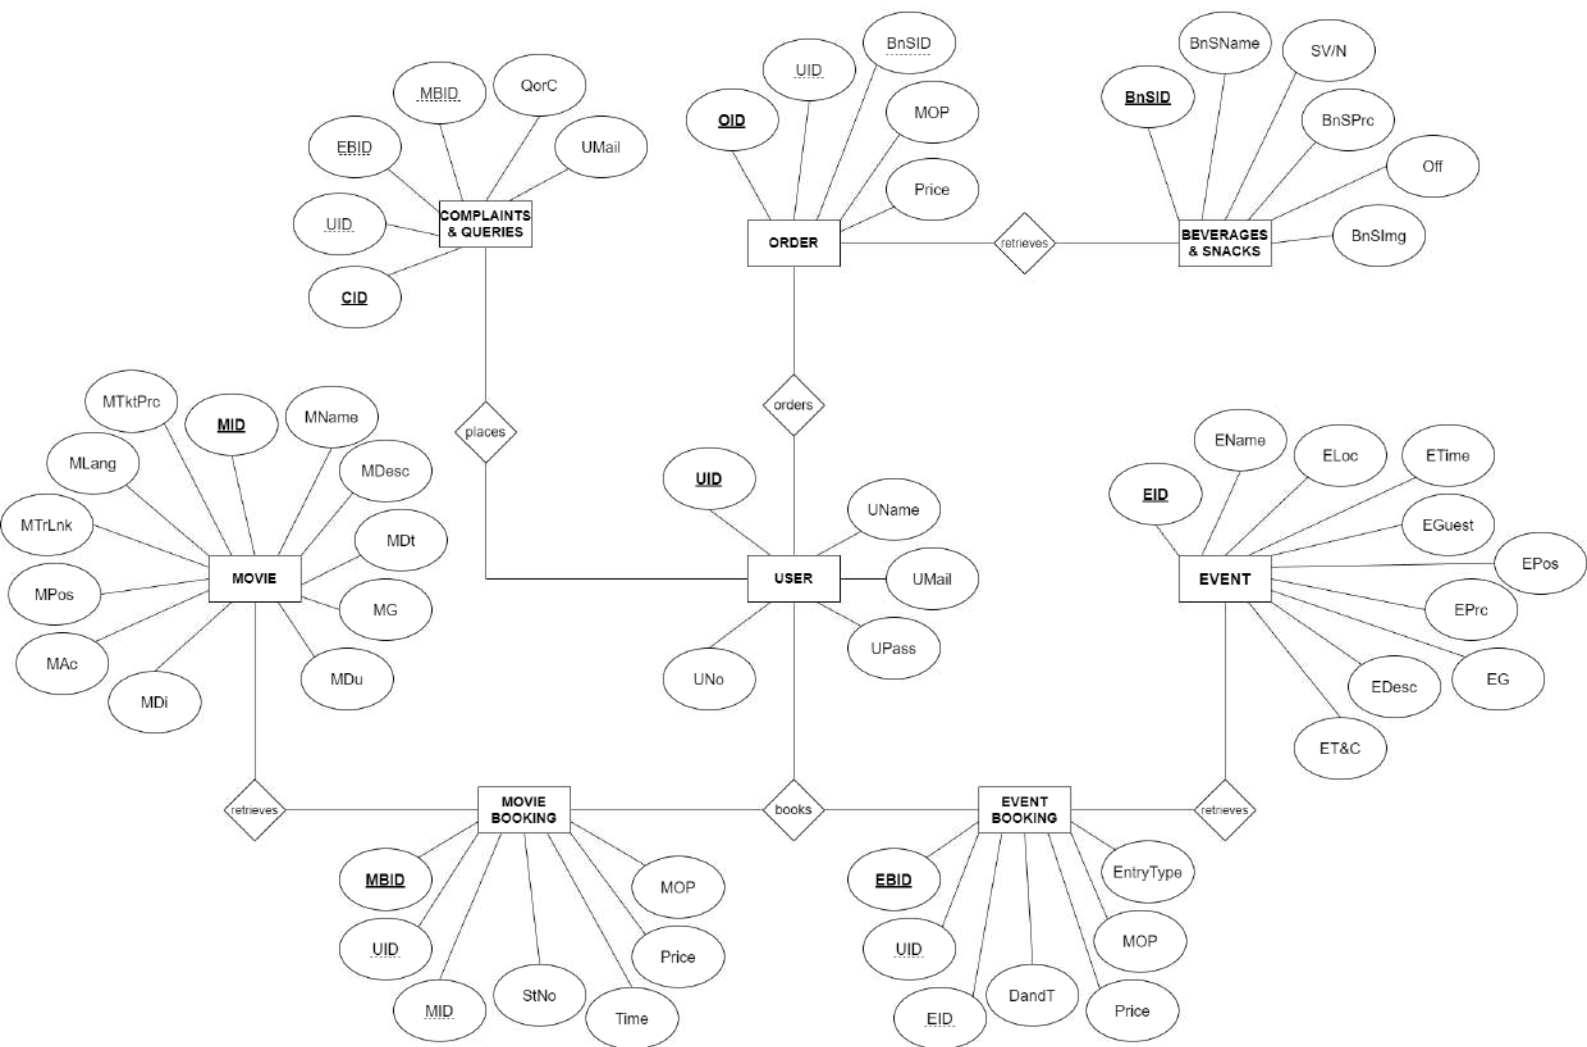 BnSID
UID
OID
MOP
Price
ORDER
BnSName
SV/N
BnSID
BnSPrc
Off
BnSImg
BEVERAGES
& SNACKS
retrieves
MBID
QorC
EBID
UMail
UID
CID
COMPLAINTS
& QUERIES
places
orders
MTktPrc
MID
MName
MLang
MDesc
MTrLnk
MDt
MPos
MG
MAc
MDi
MDu
MOVIE
UID
UName
UMail
UPass
UNo
USER
EName
ELoc
ETime
EID
EGuest
EPos
EPrc
EG
EDesc
ET&C
EVENT
retrieves
MOVIE
BOOKING
books
EVENT
BOOKING
retrieves
MBID
UID
MID
StNo
Time
Price
MOP
EBID
UID
EID
DandT
Price
MOP
EntryType